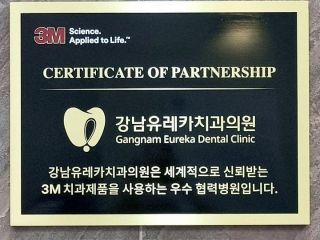 3M Science.
Applied to Life.™
CERTIFICATE OF PARTNERSHIP
강남유레카치과의원
Gangnam Eureka Dental Clinic
강남유레카치과의원은 세계적으로 신뢰받는
3M 치과제품을 사용하는 우수 협력병원입니다.